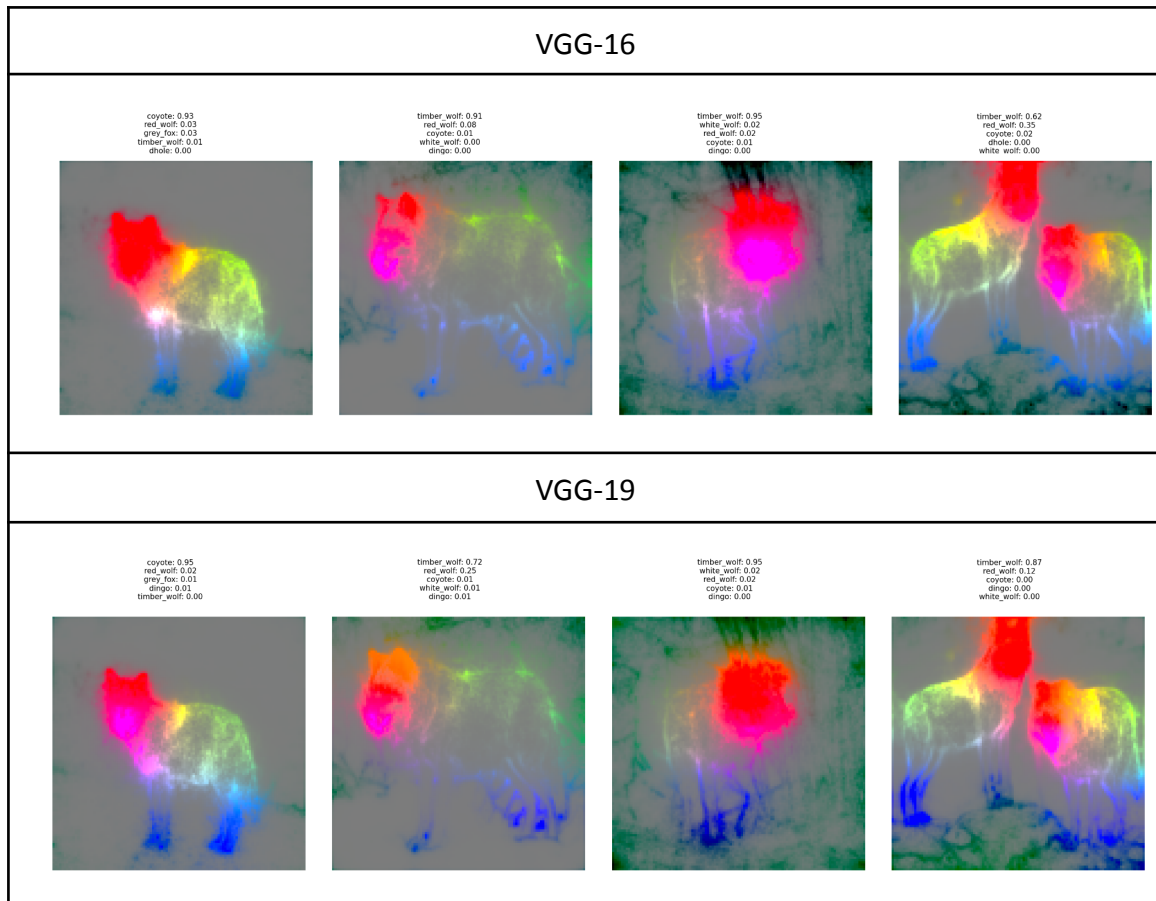 VGG-16
coyote: 0.93
red_wolf: 0.03
grey_fox: 0.03
timber_wolf: 0.01
dhole: 0.00
timber_wolf: 0.91
red_wolf: 0.08
coyote: 0.01
white_wolf: 0.00
dingo: 0.00
timber_wolf: 0.95
white_wolf: 0.02
red_wolf: 0.02
coyote: 0.01
dingo: 0.00
timber_wolf: 0.62
red_wolf: 0.35
coyote: 0.02
dhole: 0.00
white_wolf: 0.00
VGG-19
coyote: 0.95
red_wolf: 0.02
grey_fox: 0.01
dingo: 0.01
timber_wolf: 0.00
timber_wolf: 0.72
red_wolf: 0.25
coyote: 0.01
white_wolf: 0.01
dingo: 0.01
timber_wolf: 0.95
white_wolf: 0.02
red_wolf: 0.02
coyote: 0.01
dingo: 0.00
timber_wolf: 0.87
red_wolf: 0.12
coyote: 0.00
dingo: 0.00
white_wolf: 0.00